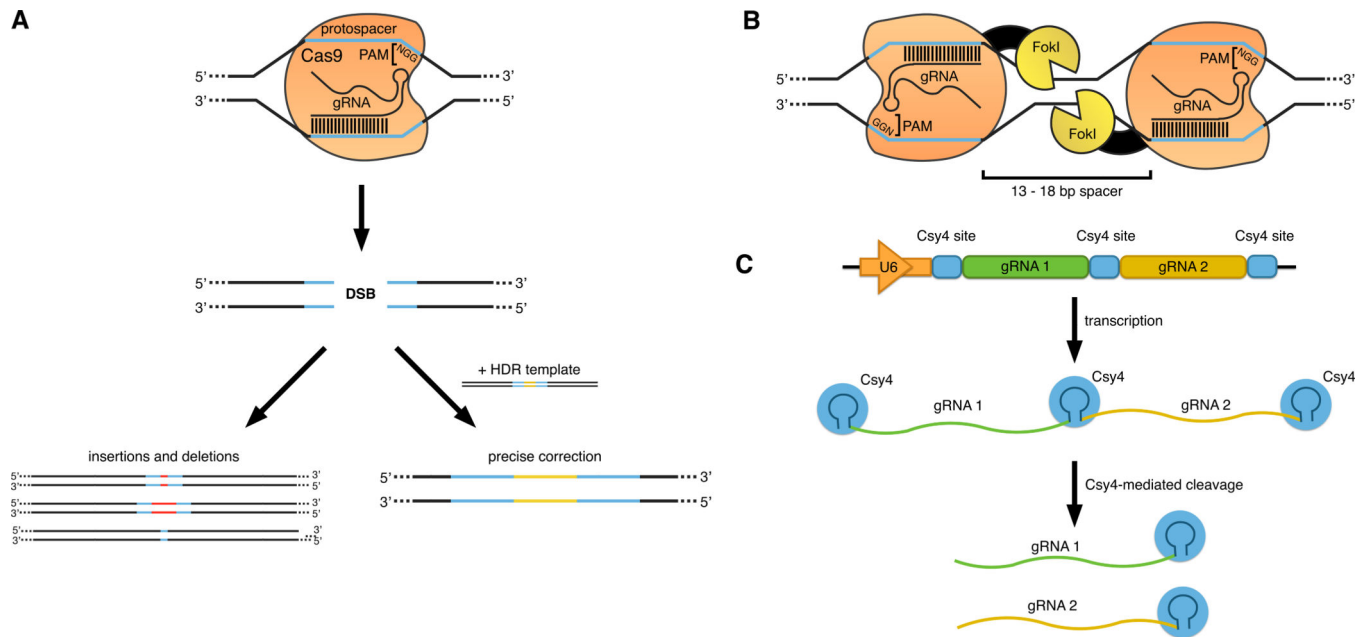 A
protospacer
Cas9
PAM
NGG
gRNA
5’
3’
3’
5’
5’
3’
DSB
3’
5’
+ HDR template
insertions and deletions
5’
3’
3’
5’
5’
3’
3’
5’
5’
3’
3’
5’
precise correction
5’
3’
3’
5’
B
FokI
gRNA
PAM
NGG
gRNA
5’
3’
3’
5’
GGN
PAM
FokI
13 - 18 bp spacer
C
Csy4 site
Csy4 site
Csy4 site
U6
gRNA 1
gRNA 2
transcription
Csy4
Csy4
Csy4
gRNA 1
gRNA 2
Csy4-mediated cleavage
gRNA 1
gRNA 2